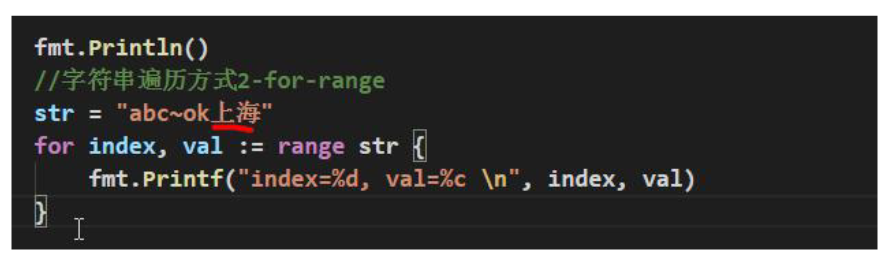 fmt.Println()
//字符串遍历方式2-for-range
str = "abc~ok上海"
for index, val := range str {
    fmt.Printf("index=%d, val=%c \n", index, val)
}